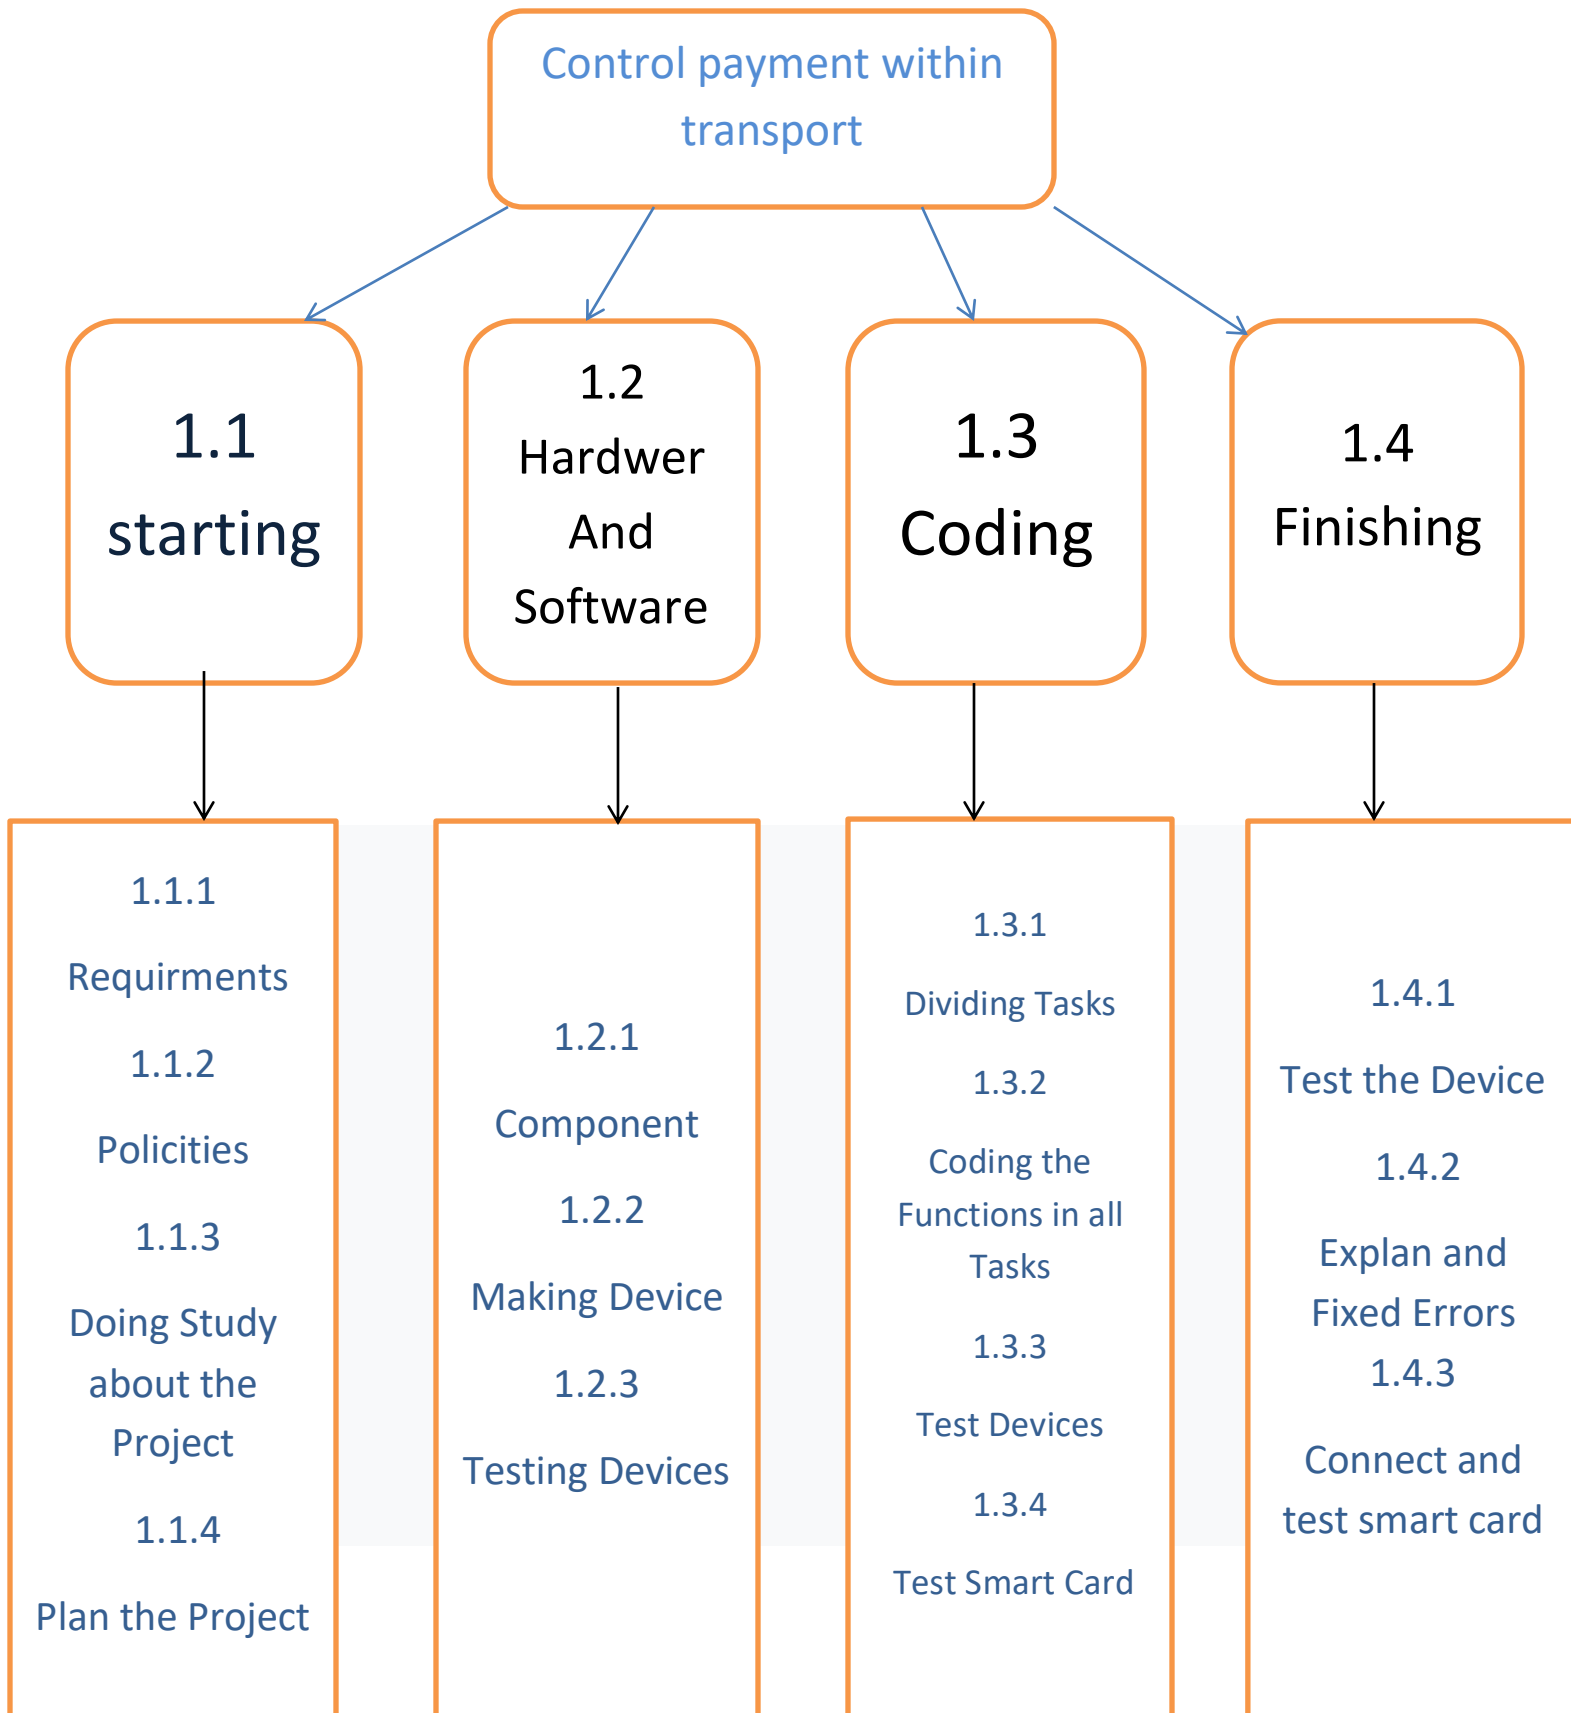 Control payment within
transport
1.1
starting
1.2
Hardwer
And
Software
1.3
Coding
1.4
Finishing
1.1.1
Requirments
1.1.2
Policities
1.1.3
Doing Study
about the
Project
1.1.4
Plan the Project
1.2.1
Component
1.2.2
Making Device
1.2.3
Testing Devices
1.3.1
Dividing Tasks
1.3.2
Coding the
Functions in all
Tasks
1.3.3
Test Devices
1.3.4
Test Smart Card
1.4.1
Test the Device
1.4.2
Explan and
Fixed Errors
1.4.3
Connect and
test smart card